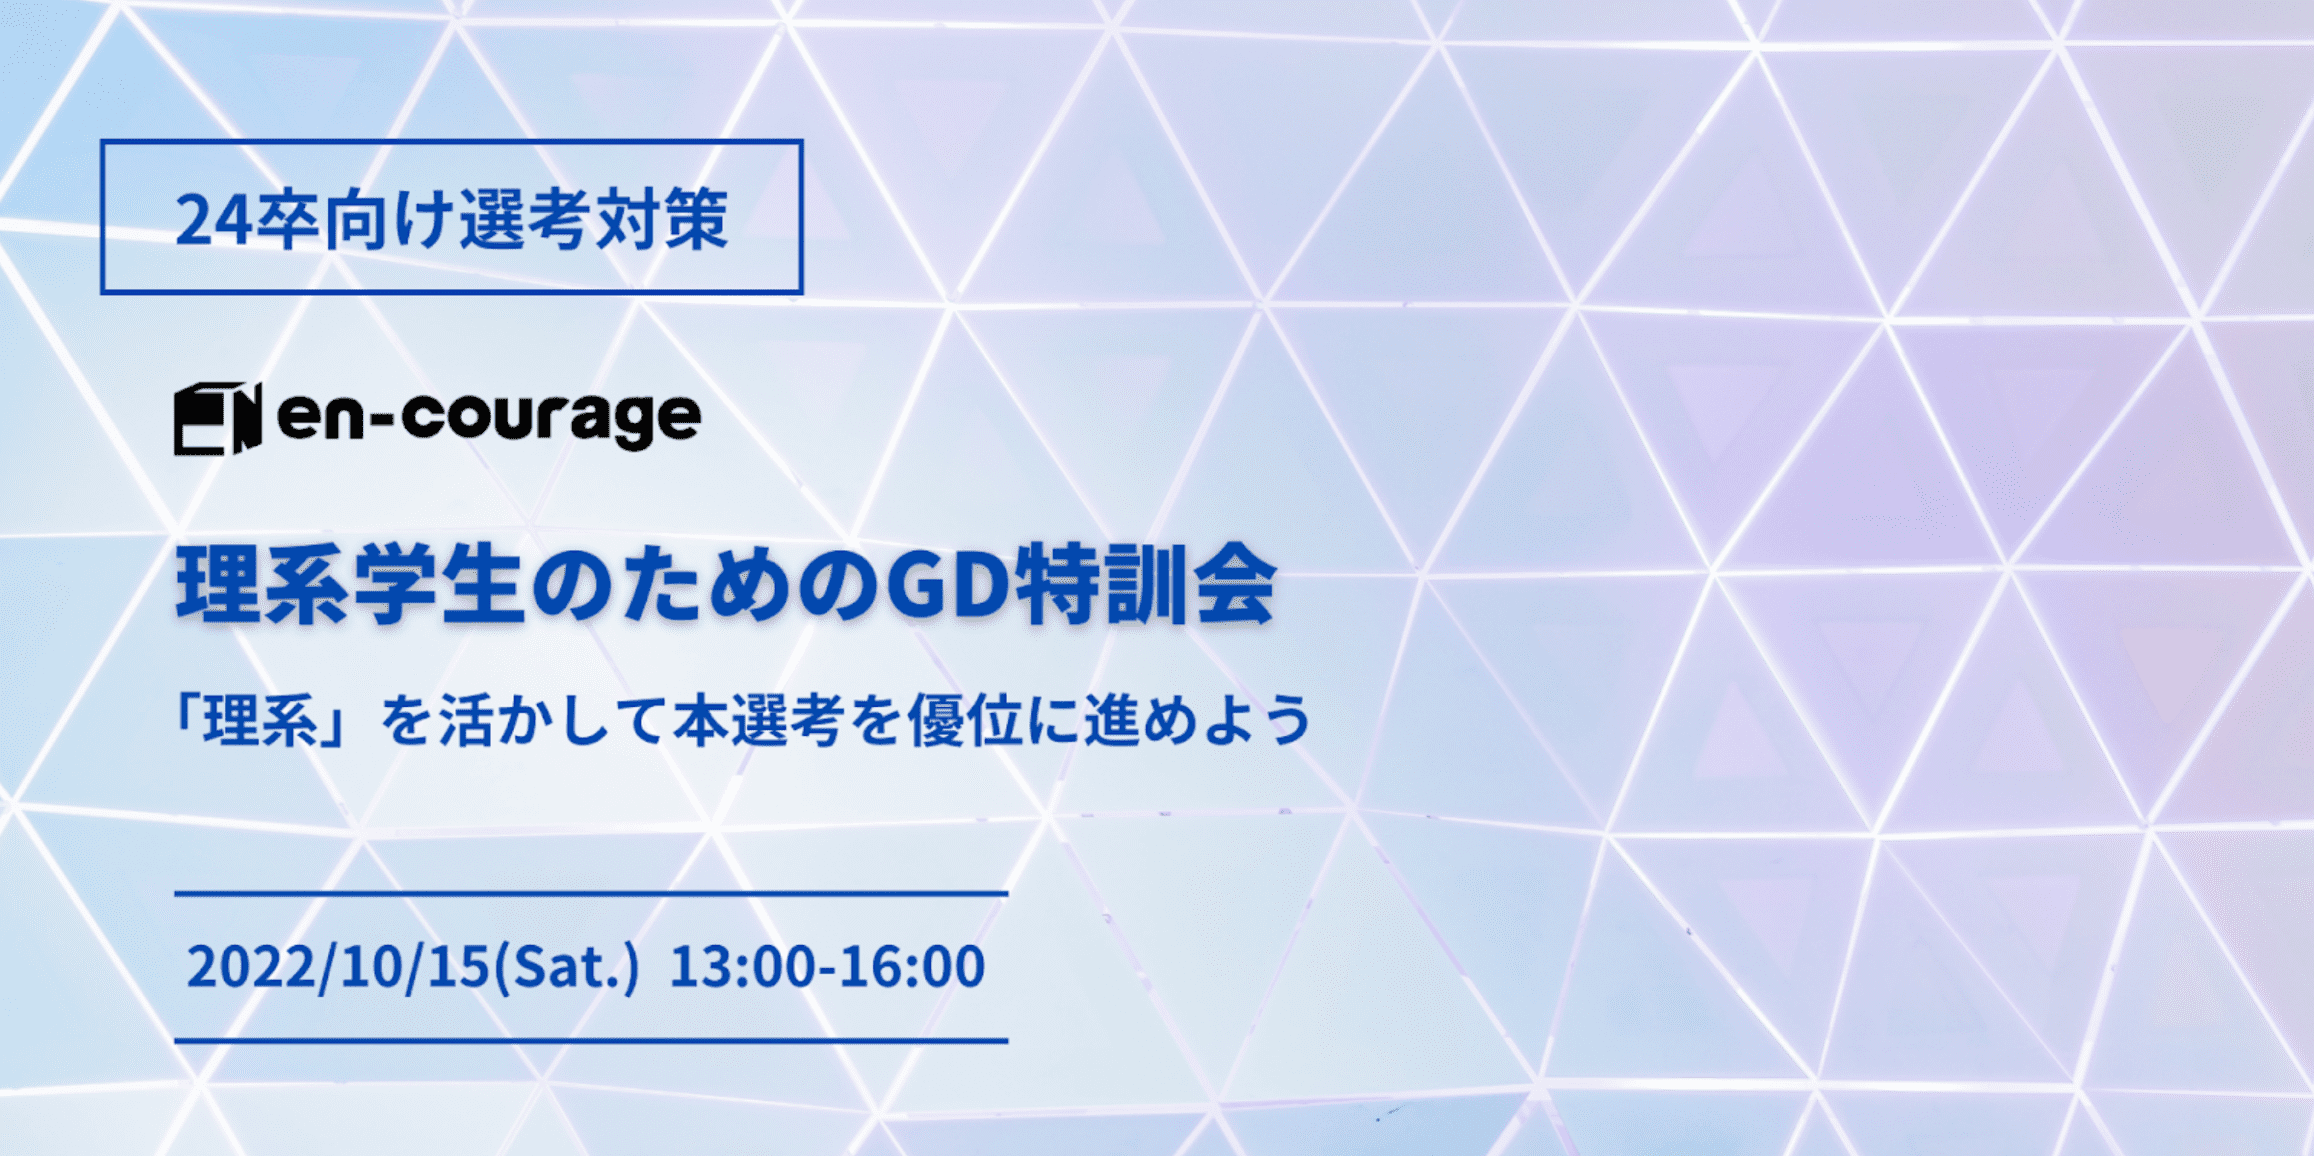 24卒向け選考対策
en-courage
理系学生のためのGD特訓会
「理系」を活かして本選考を優位に進めよう
2022/10/15(Sat.) 13:00-16:00